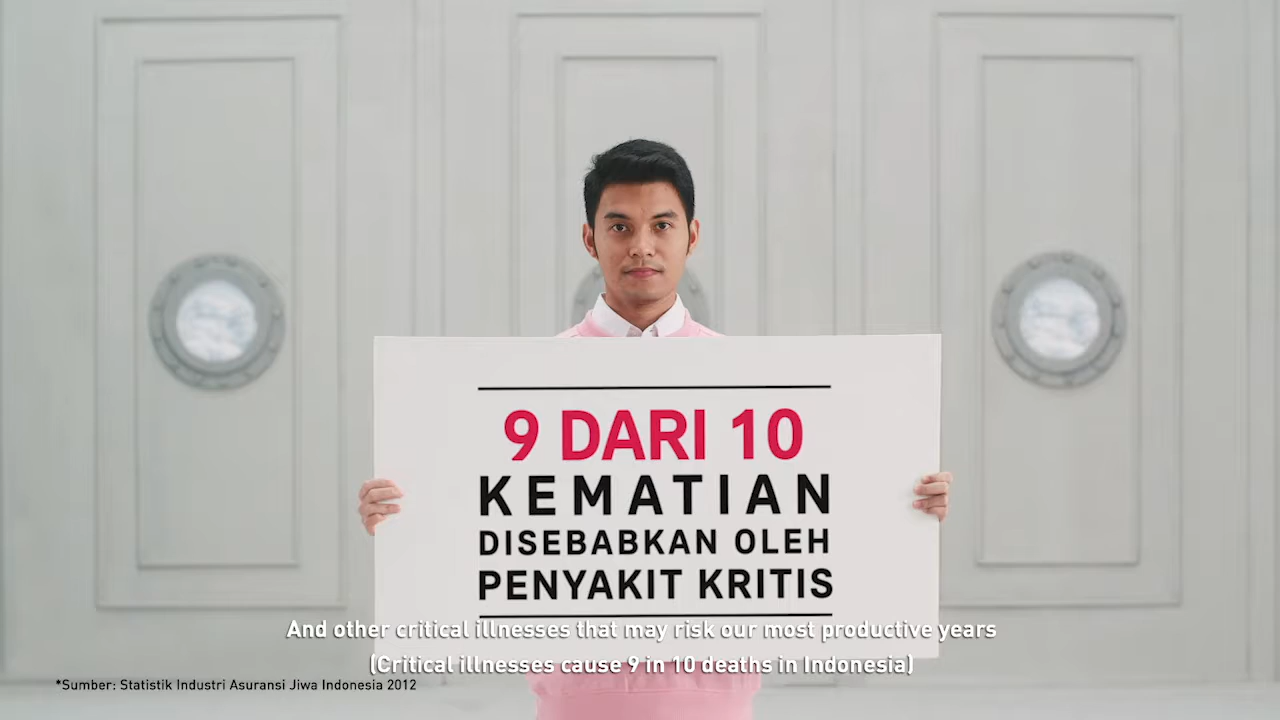 9 DARI 10
KEMATIAN
DISEBABKAN OLEH
PENYAKIT KRITIS
And other critical illnesses that may risk our most productive years
(Critical illnesses cause 9 in 10 deaths in Indonesia)
*Sumber: Statistik Industri Asuransi Jiwa Indonesia 2012